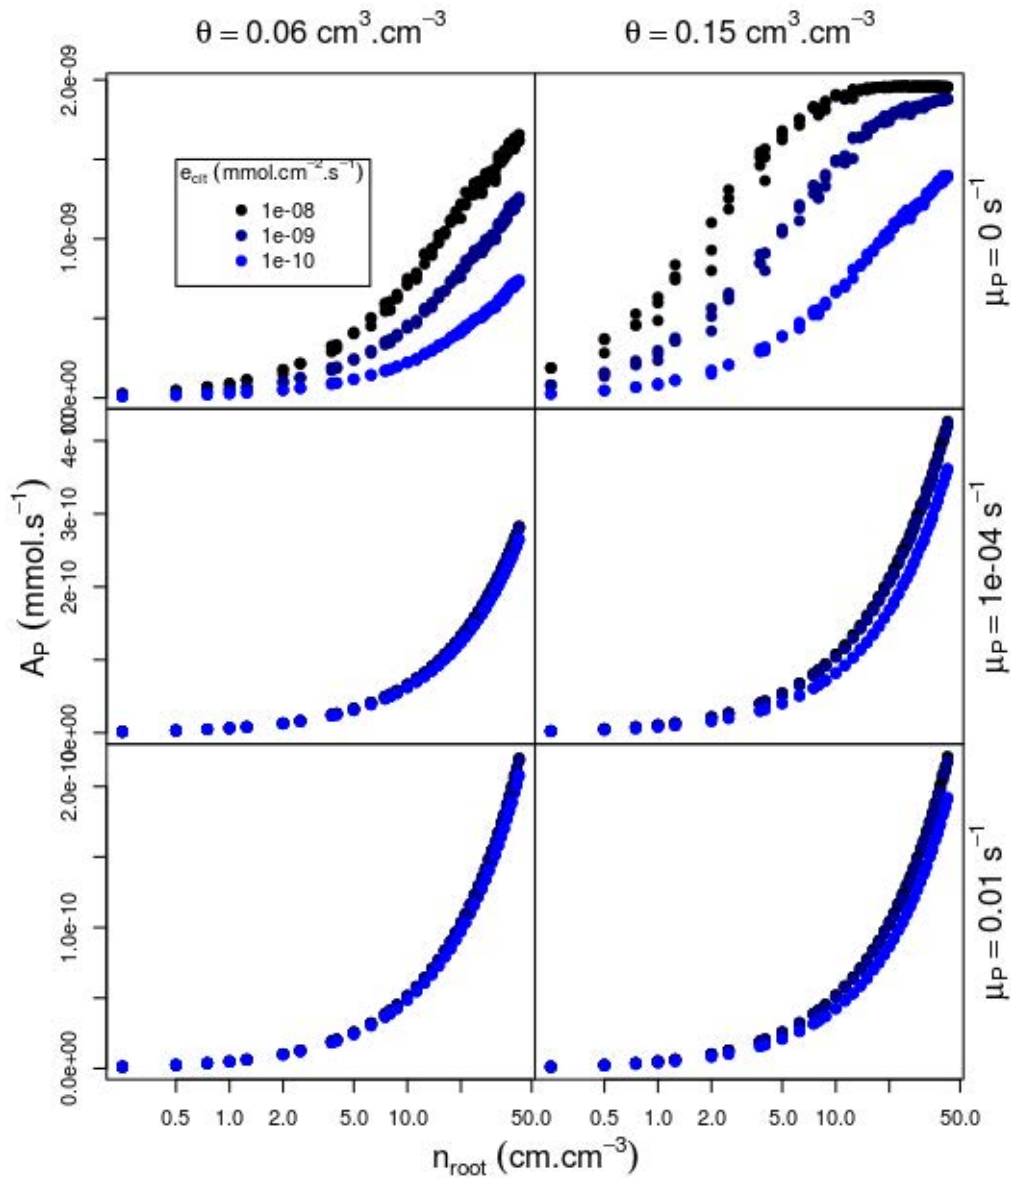 θ = 0.06 cm³.cm⁻³
θ = 0.15 cm³.cm⁻³
2.0e-09
1.0e-09
0e+00
e_cit (mmol.cm⁻².s⁻¹)
1e-08
1e-09
1e-10
μP = 0 s⁻¹
4e-10
3e-10
2e-10
0e+00
μP = 1e-04 s⁻¹
AP (mmol.s⁻¹)
2.0e-10
1.0e-10
0.0e+00
μP = 0.01 s⁻¹
0.5 1.0 2.0 5.0 10.0 50.0 0.5 1.0 2.0 5.0 10.0 50.0
n_root (cm.cm⁻³)